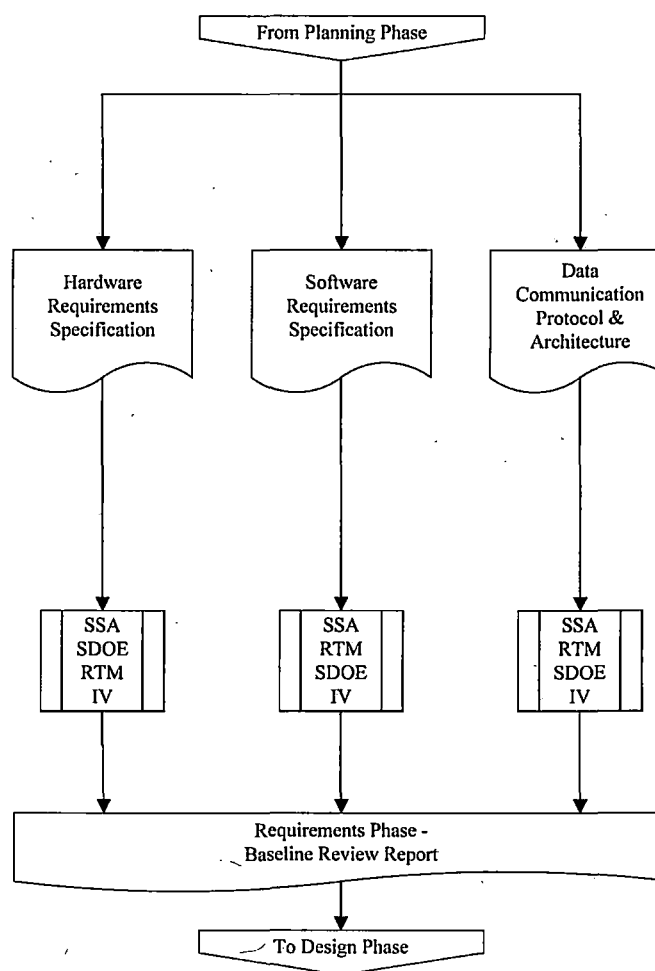 From Planning Phase
Hardware
Requirements
Specification
Software
Requirements
Specification
Data
Communication
Protocol &
Architecture
SSA
SDOE
RTM
IV
SSA
RTM
SDOE
IV
SSA
RTM
SDOE
IV
Requirements Phase -
Baseline Review Report
To Design Phase